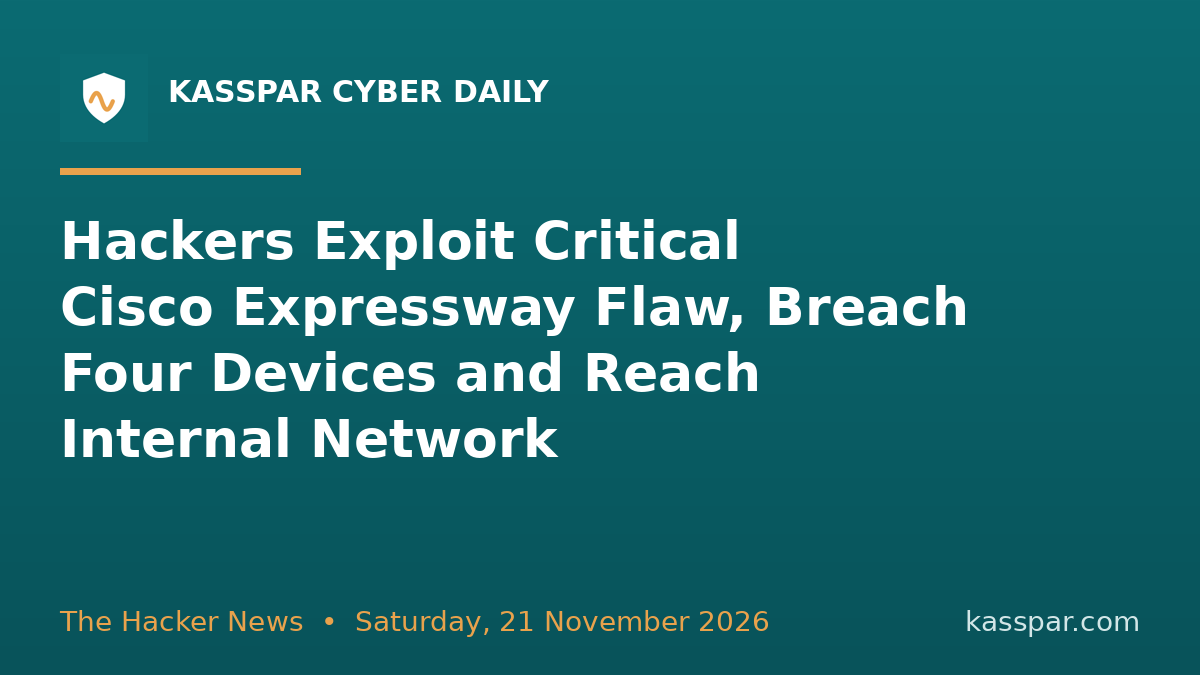 KASSPAR CYBER DAILY
Hackers Exploit Critical
Cisco Expressway Flaw, Breach
Four Devices and Reach
Internal Network
The Hacker News • Saturday, 21 November 2026
kasspar.com